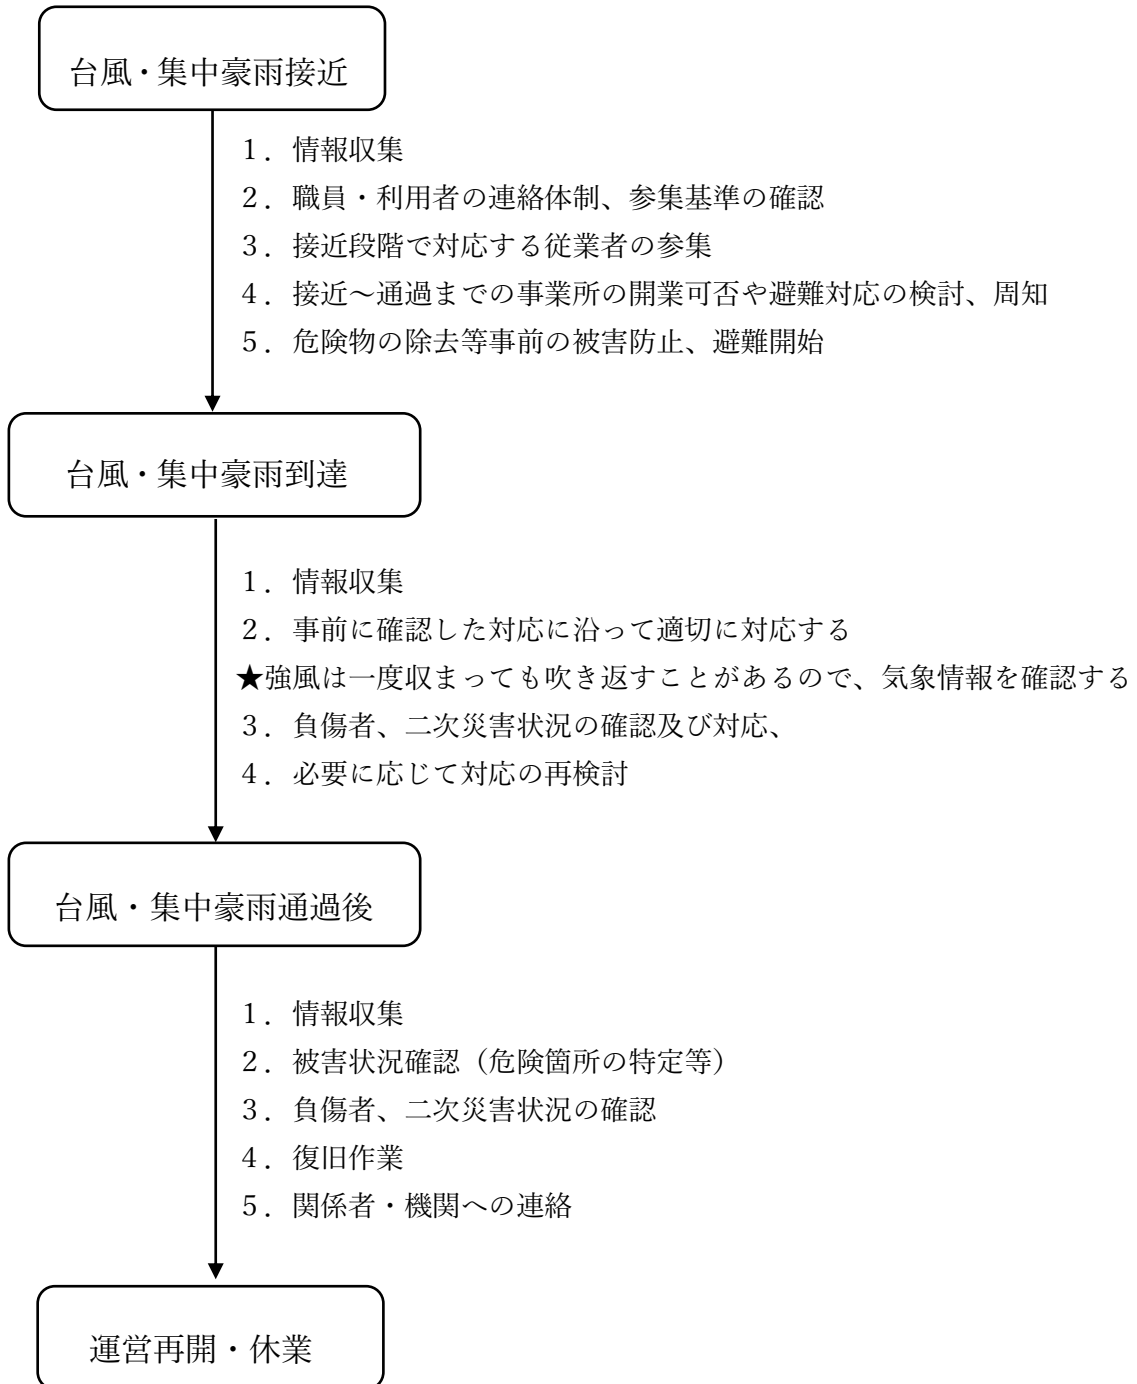 台風・集中豪雨接近
１．情報収集
２．職員・利用者の連絡体制、参集基準の確認
３．接近段階で対応する従業者の参集
４．接近～通過までの事業所の開業可否や避難対応の検討、周知
５．危険物の除去等事前の被害防止、避難開始
台風・集中豪雨到達
１．情報収集
２．事前に確認した対応に沿って適切に対応する
★強風は一度収まっても吹き返すことがあるので、気象情報を確認する
３．負傷者、二次災害状況の確認及び対応、
４．必要に応じて対応の再検討
台風・集中豪雨通過後
１．情報収集
２．被害状況確認（危険箇所の特定等）
３．負傷者、二次災害状況の確認
４．復旧作業
５．関係者・機関への連絡
運営再開・休業